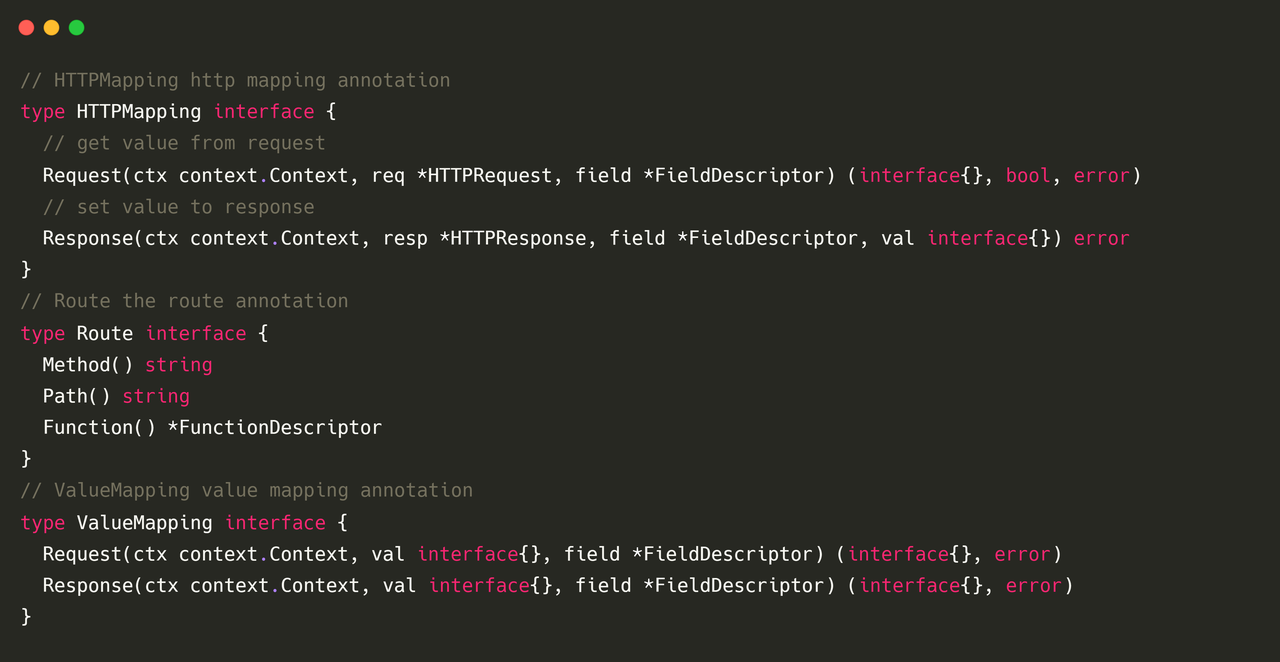 // HTTPMapping http mapping annotation
type HTTPMapping interface {
  // get value from request
  Request(ctx context.Context, req *HTTPRequest, field *FieldDescriptor) (interface{}, bool, error)
  // set value to response
  Response(ctx context.Context, resp *HTTPResponse, field *FieldDescriptor, val interface{}) error
}
// Route the route annotation
type Route interface {
  Method() string
  Path() string
  Function() *FunctionDescriptor
}
// ValueMapping value mapping annotation
type ValueMapping interface {
  Request(ctx context.Context, val interface{}, field *FieldDescriptor) (interface{}, error)
  Response(ctx context.Context, val interface{}, field *FieldDescriptor) (interface{}, error)
}